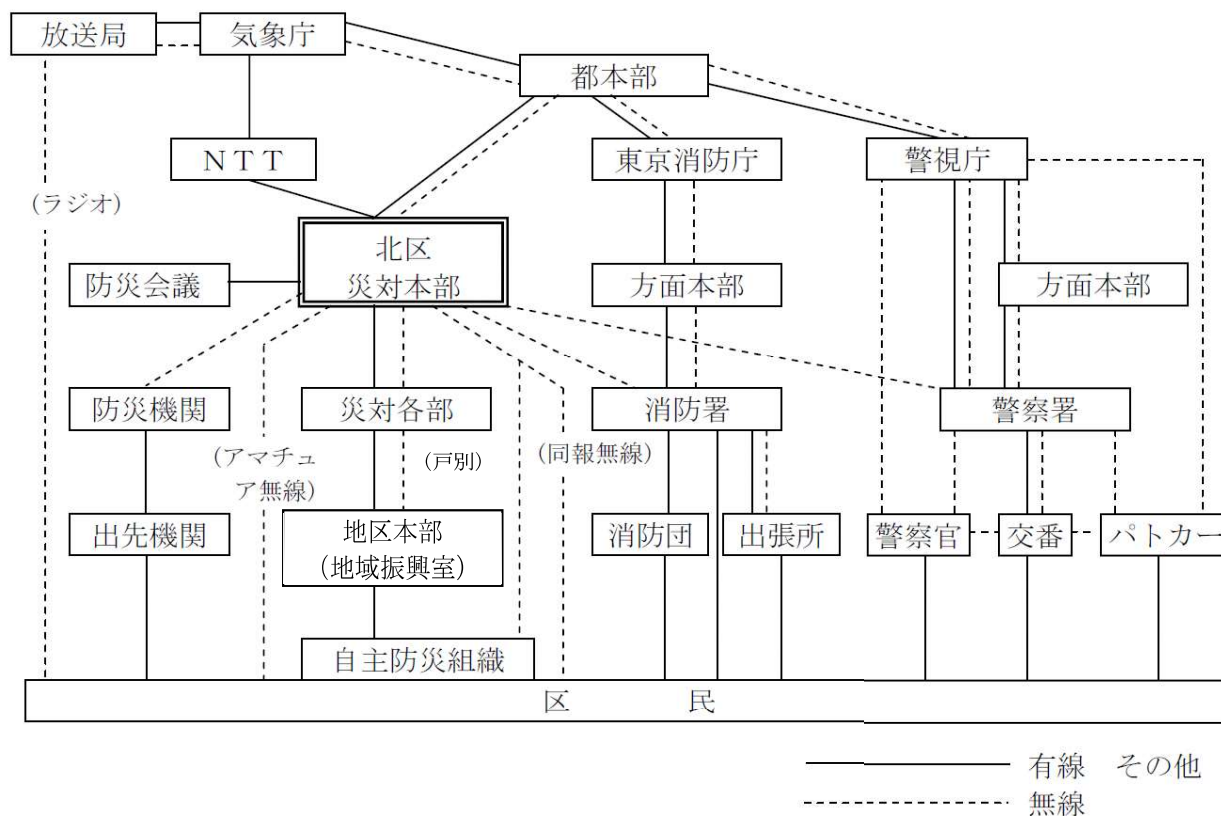 放送局
気象庁
都本部
ＮＴＴ
東京消防庁
警視庁
(ラジオ)
北区
災対本部
防災会議
方面本部
方面本部
防災機関
災対各部
消防署
警察署
(アマチュ
ア無線)
(戸別)
(同報無線)
出先機関
地区本部
(地域振興室)
消防団
出張所
警察官
交番
パトカー
自主防災組織
区　民
有線　その他
無線